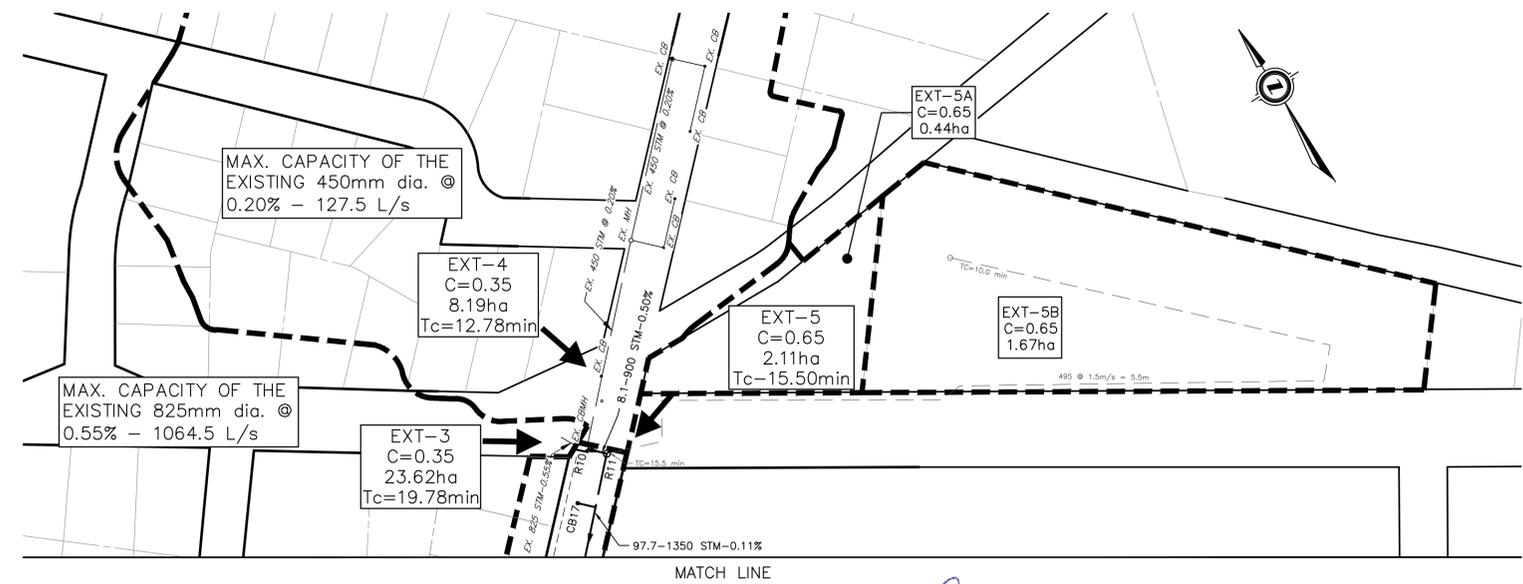 EX. CB
EX. CB
EX. 450 STM @ 0.20%
EX. CB
EXT-5A
C=0.65
0.44ha
MAX. CAPACITY OF THE
EXISTING 450mm dia. @
0.20% - 127.5 L/s
EX. CB
EX. CB
EX. MH
EX. 450 STM @ 0.20%
EXT-4
C=0.35
8.19ha
Tc=12.78min
TC=10.0 min
EXT-5
C=0.65
2.11ha
Tc-15.50min
EXT-5B
C=0.65
1.67ha
8.1-900 STM-0.50%
EX. CB
495 @ 1.5m/s = 5.5m
MAX. CAPACITY OF THE
EXISTING 825mm dia. @
0.55% - 1064.5 L/s
EX. CBMH
EXT-3
C=0.35
23.62ha
Tc=19.78min
R10
R11
TC=15.5 min
EX. 825 STM-0.55%
CB17
97.7-1350 STM-0.11%
MATCH LINE